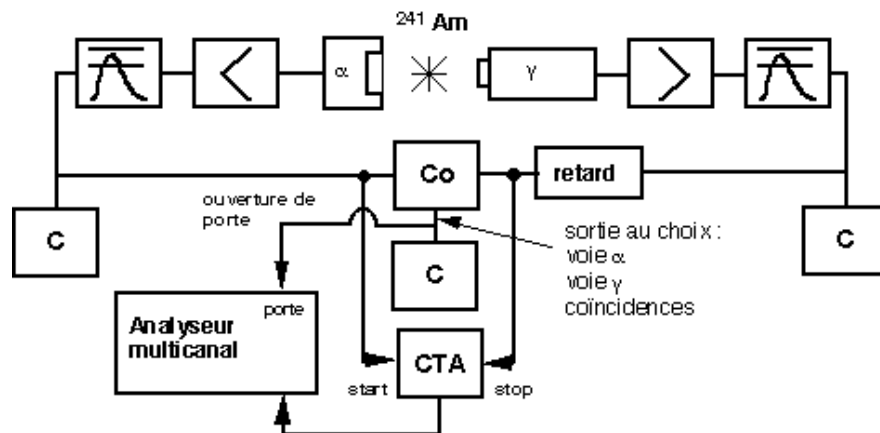 ²⁴¹ Am
α
γ
Co
retard
ouverture de
porte
C
C
C
sortie au choix :
voie α
voie γ
coïncidences
porte
Analyseur
multicanal
CTA
start
stop